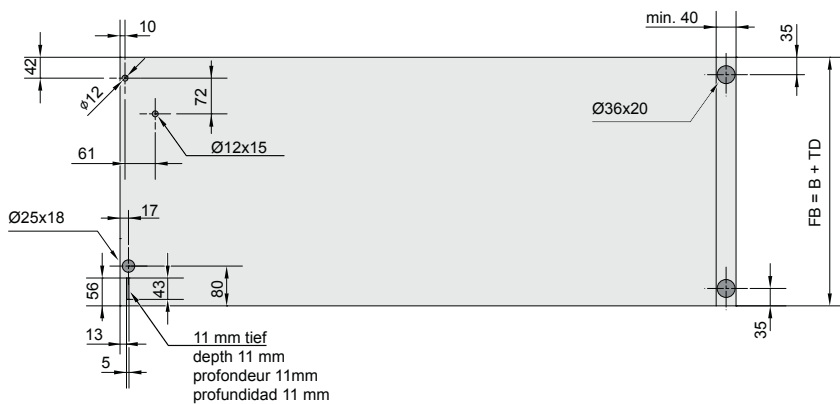 10
min. 40
35
42
ø12
72
Ø36x20
61
Ø12x15
FB = B + TD
17
Ø25x18
56
43
80
13
11 mm tief
depth 11 mm
profondeur 11mm
profundidad 11 mm
5
35